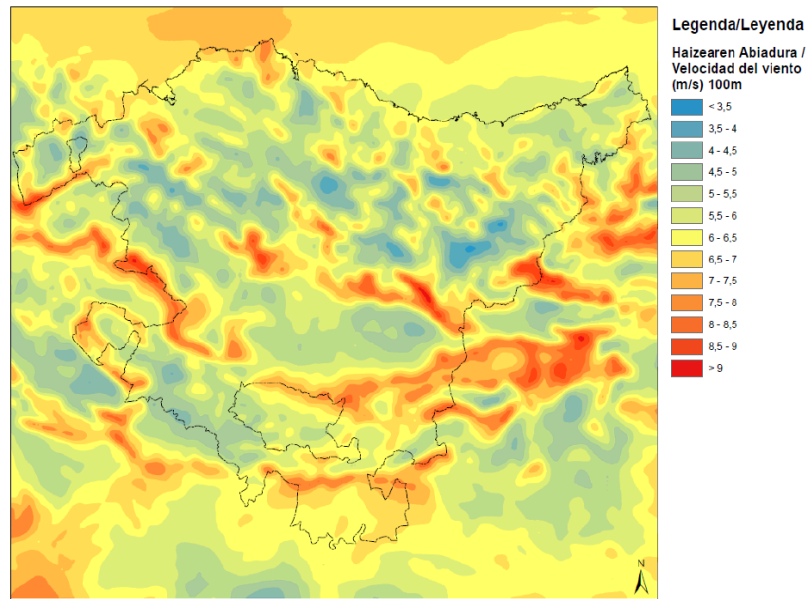 Legenda/Leyenda
Haizearen Abiadura /
Velocidad del viento
(m/s) 100m
< 3,5
3,5 - 4
4 - 4,5
4,5 - 5
5 - 5,5
5,5 - 6
6 - 6,5
6,5 - 7
7 - 7,5
7,5 - 8
8 - 8,5
8,5 - 9
> 9
N